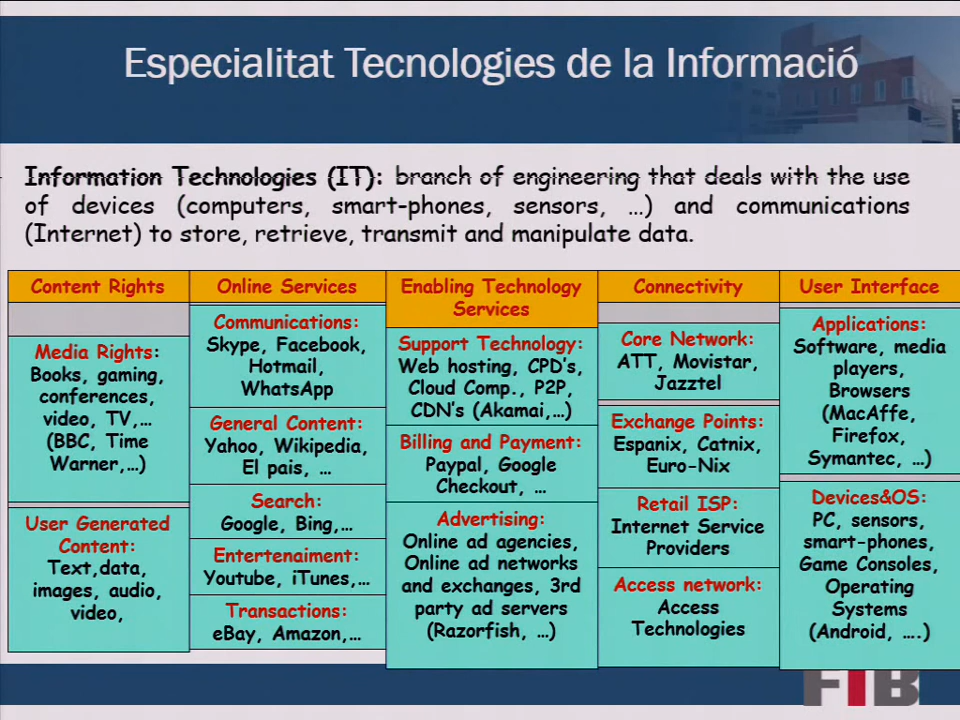 Especialitat Tecnologies de la Informació
Information Technologies (IT): branch of engineering that deals with the use
of devices (computers, smart-phones, sensors, …) and communications
(Internet) to store, retrieve, transmit and manipulate data.
Content Rights
Media Rights:
Books, gaming,
conferences,
video, TV,…
(BBC, Time
Warner,…)
User Generated
Content:
Text,data,
images, audio,
video,
Online Services
Communications:
Skype, Facebook,
Hotmail,
WhatsApp
General Content:
Yahoo, Wikipedia,
El pais, …
Search:
Google, Bing,…
Entertenaiment:
Youtube, iTunes,…
Transactions:
eBay, Amazon,…
Enabling Technology
Services
Support Technology:
Web hosting, CPD's,
Cloud Comp., P2P,
CDN's (Akamai,…)
Billing and Payment:
Paypal, Google
Checkout, …
Advertising:
Online ad agencies,
Online ad networks
and exchanges, 3rd
party ad servers
(Razorfish, …)
Connectivity
Core Network:
ATT, Movistar,
Jazztel
Exchange Points:
Espanix, Catnix,
Euro-Nix
Retail ISP:
Internet Service
Providers
Access network:
Access
Technologies
User Interface
Applications:
Software, media
players,
Browsers
(MacAffe,
Firefox,
Symantec, …)
Devices&OS:
PC, sensors,
smart-phones,
Game Consoles,
Operating
Systems
(Android, ….)
FIB